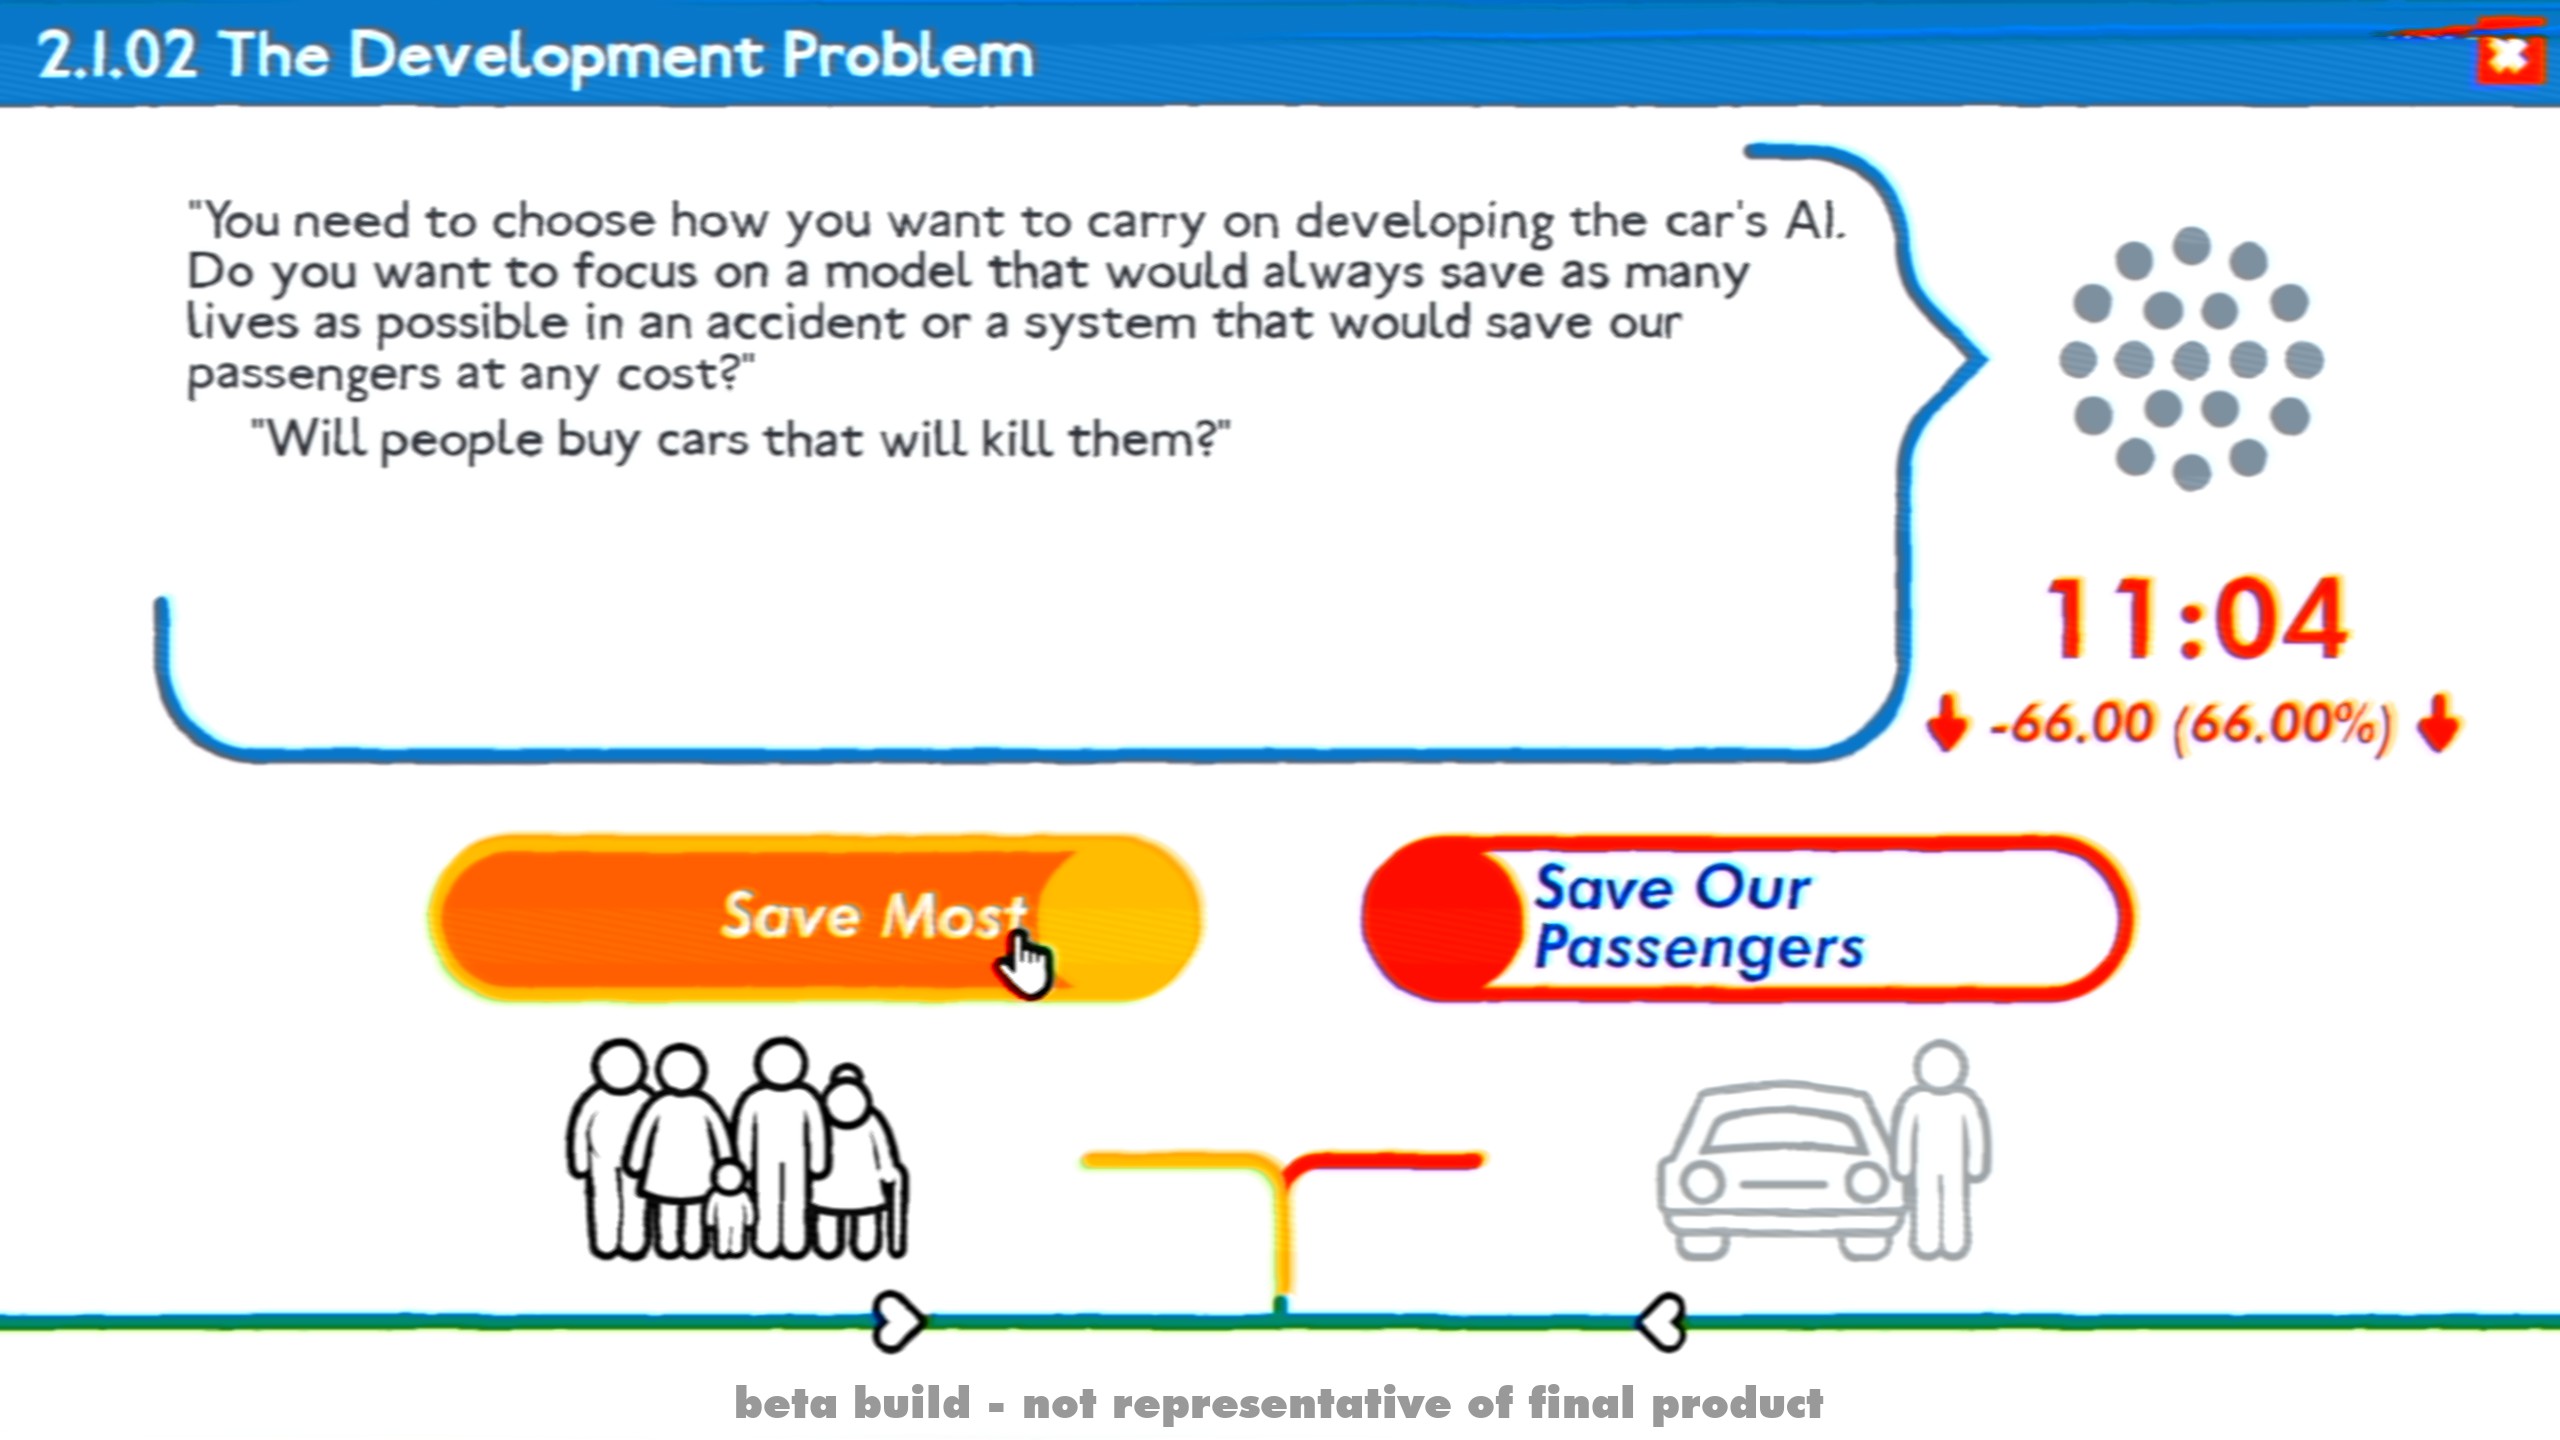 2.1.02 The Development Problem
"You need to choose how you want to carry on developing the car's AI.
Do you want to focus on a model that would always save as many
lives as possible in an accident or a system that would save our
passengers at any cost?"
"Will people buy cars that will kill them?"
11:04
-66.00 (66.00%)
Save Most
Save Our
Passengers
beta build - not representative of final product